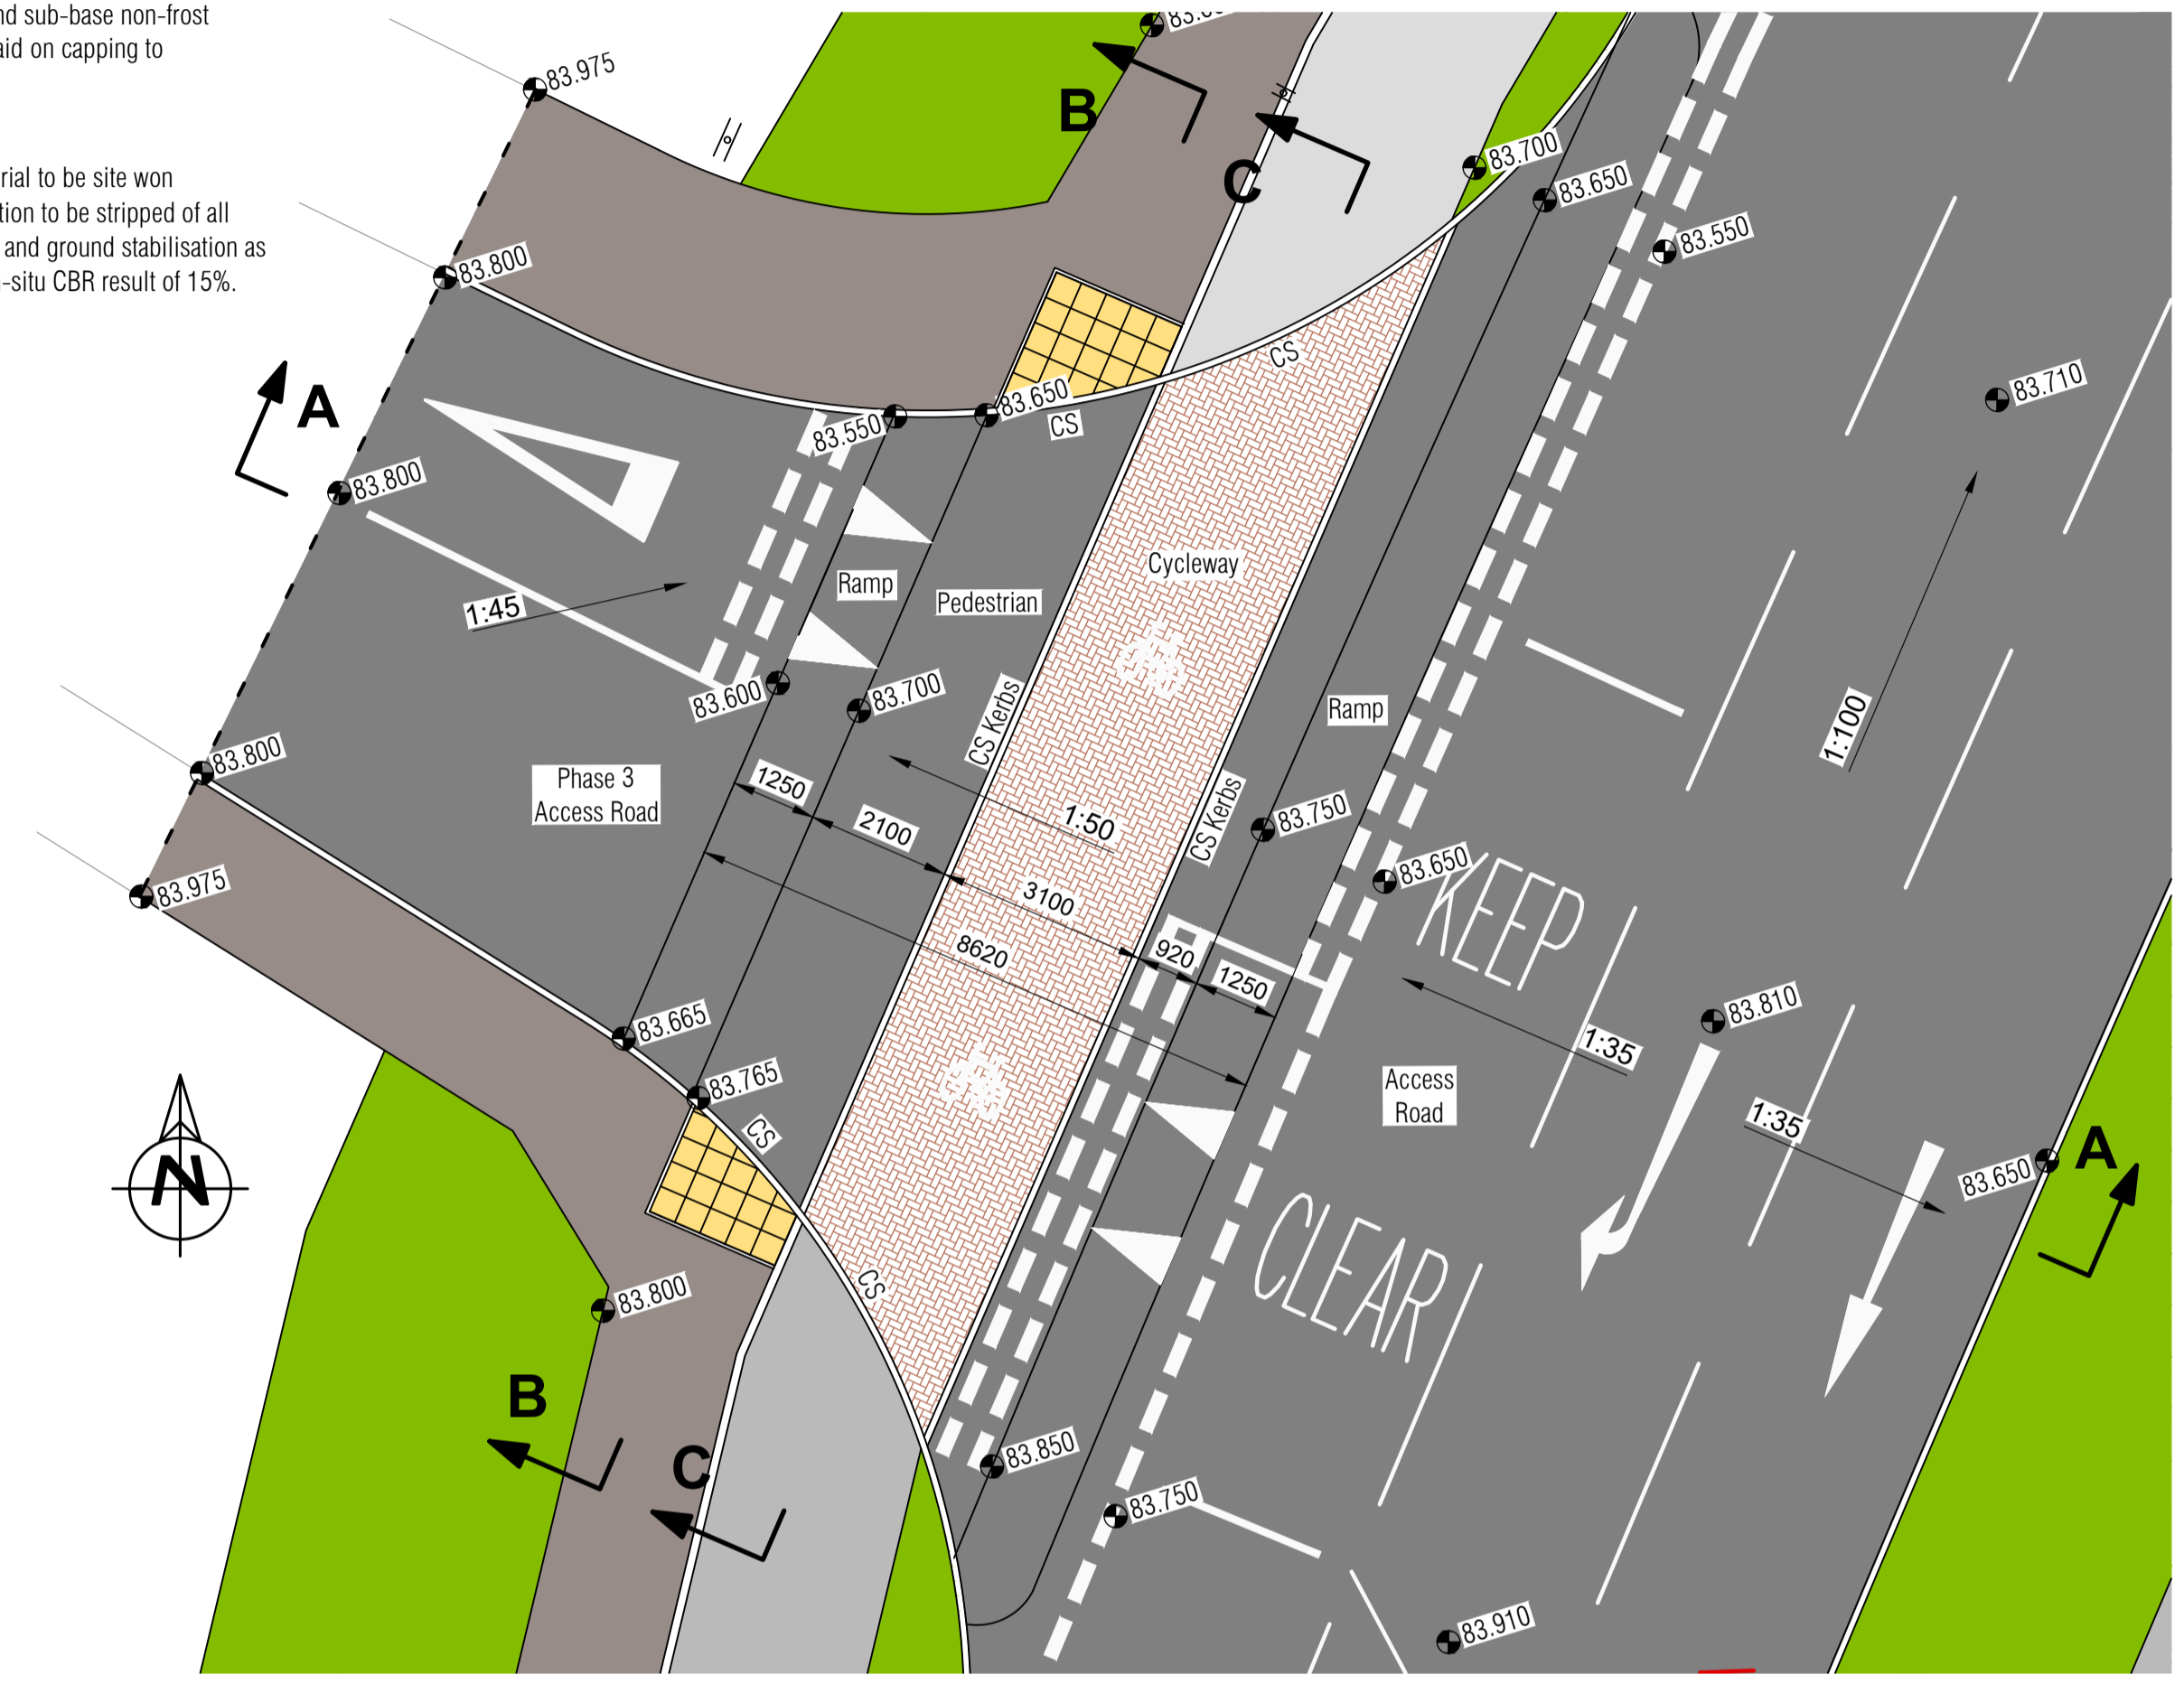 nd sub-base non-frost
aid on capping to
rial to be site won
tion to be stripped of all
and ground stabilisation as
-situ CBR result of 15%.
83.975
B
C
83.700
83.650
83.550
83.800
A
83.800
83.550
83.650
CS
CS
83.710
1:45
Ramp
Pedestrian
Cycleway
83.600
83.700
CS Kerbs
Ramp
1:100
83.800
Phase 3
Access Road
1250
2100
1:50
CS Kerbs
83.750
83.650
83.975
3100
8620
920
1250
KEEP
83.810
83.665
83.765
CS
1:35
Access
Road
1:35
83.650
A
N
CLEAR
83.800
CS
B
C
83.850
83.750
83.910